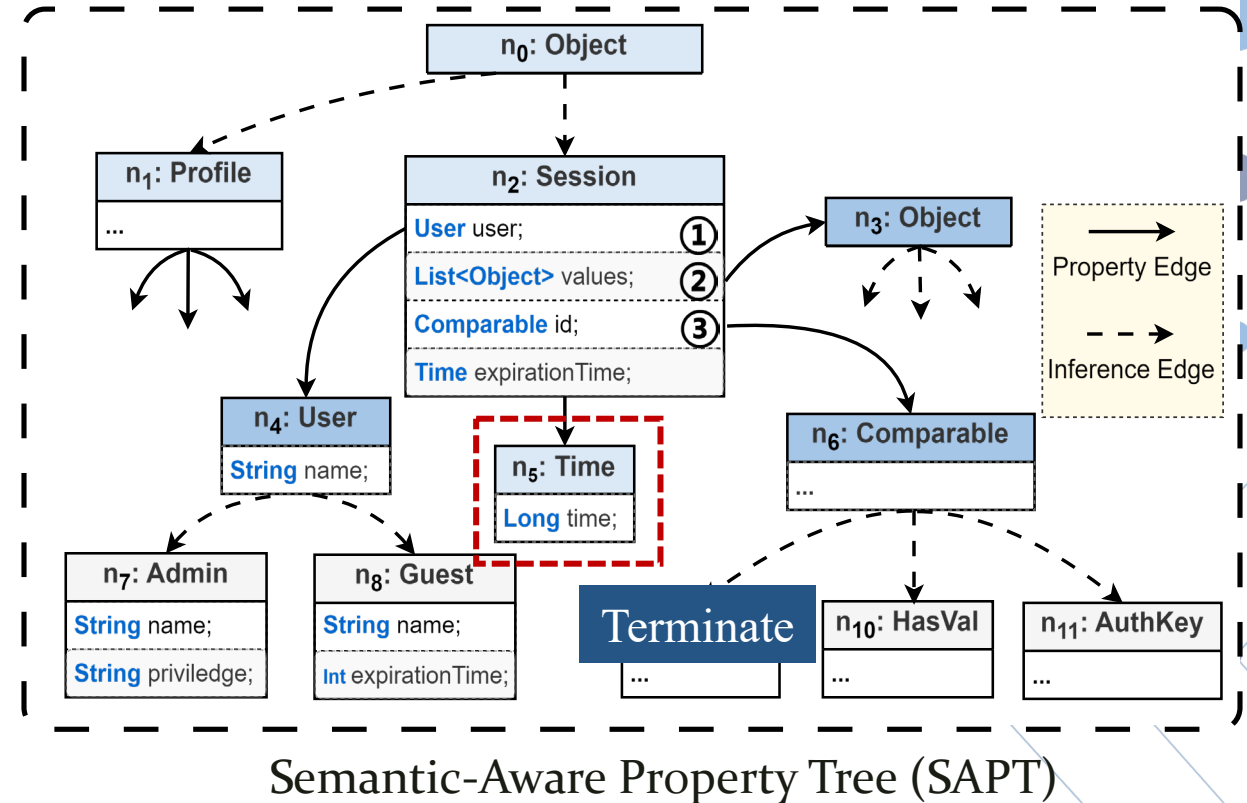 n0: Object
n1: Profile
...
n2: Session
User user; ①
List<Object> values; ②
Comparable id; ③
Time expirationTime;
n3: Object
Property Edge
Inference Edge
n4: User
String name;
n5: Time
Long time;
n6: Comparable
...
n7: Admin
String name;
String priviledge;
n8: Guest
String name;
Int expirationTime;
Terminate
...
n10: HasVal
...
n11: AuthKey
...
Semantic-Aware Property Tree (SAPT)